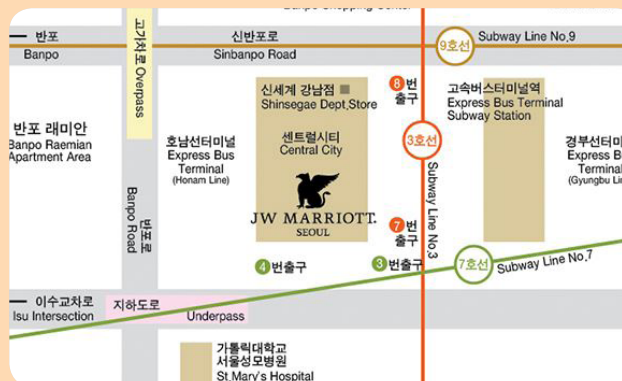 Banpo Shopping Center
고가차로 Overpass
반포
Banpo
신반포로
Sinbanpo Road
9호선
Subway Line No,9
신세계 강남점
Shinsegae Dept,Store
8번
출구
고속버스터미널역
Express Bus Terminal
Subway Station
반포 래미안
Banpo Raemian
Apartment Area
호남선터미널
Express Bus
Terminal
(Honam Line)
센트럴시티
Central City
3호선
경부선터미
Express B
Terminal
(Gyungbu Lin
JW MARRIOTT.
SEOUL
반포로
Banpo Road
7번
출구
Subway Line No,3
4번출구
3번출구
7호선
Subway Line No,7
이수교차로
Isu Intersection
지하도로
Underpass
가톨릭대학교
서울성모병원
St.Mary's Hospital